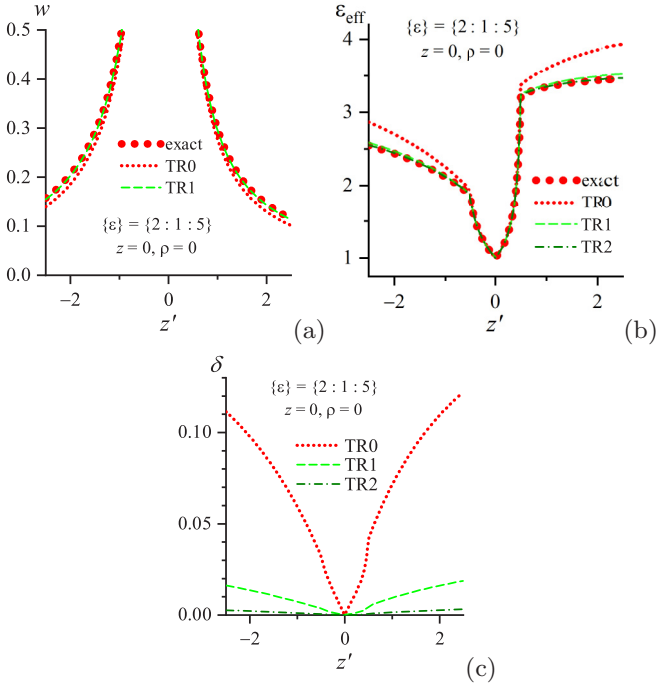 w
0.5
0.4
0.3
0.2
0.1
0.0
exact
TR0
TR1
{ε} = {2 : 1 : 5}
z = 0, ρ = 0
−2
0
2
z'
(a)
ε_eff
{ε} = {2 : 1 : 5}
z = 0, ρ = 0
4
3
2
1
exact
TR0
TR1
TR2
−2
0
2
z'
(b)
δ
{ε} = {2 : 1 : 5}
z = 0, ρ = 0
0.10
0.05
0.00
TR0
TR1
TR2
−2
0
2
z'
(c)